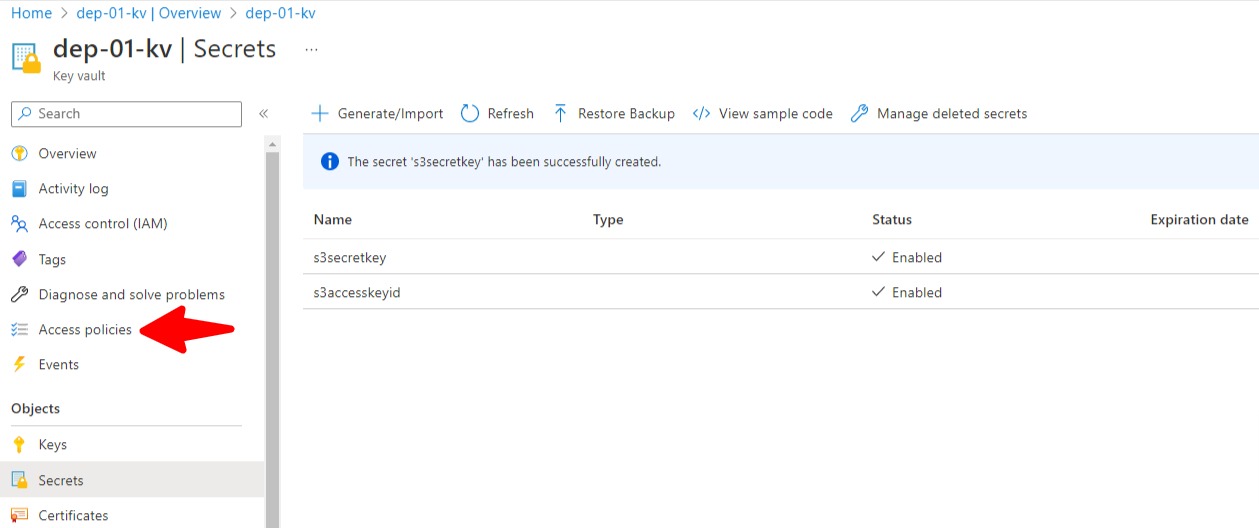 Home > dep-01-kv | Overview > dep-01-kv
dep-01-kv | Secrets ...
Key vault
Search «
Generate/Import Refresh Restore Backup View sample code Manage deleted secrets
Overview
Activity log
Access control (IAM)
Tags
Diagnose and solve problems
Access policies
Events
Objects
Keys
Secrets
Certificates
The secret 's3secretkey' has been successfully created.
Name Type Status Expiration date
s3secretkey Enabled
s3accesskeyid Enabled